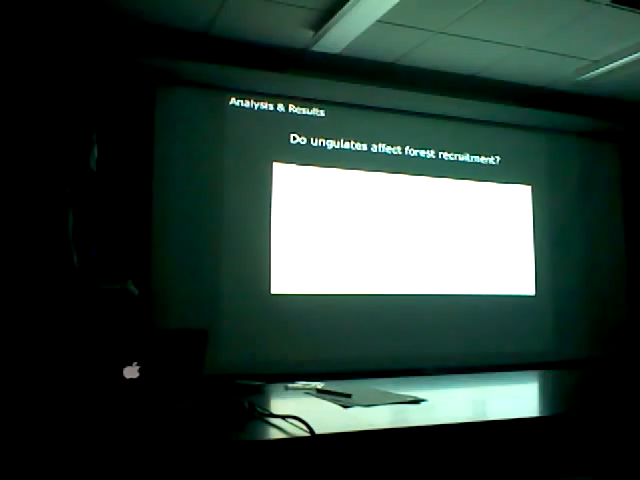 Analysis & Results
Do ungulates affect forest recruitment?